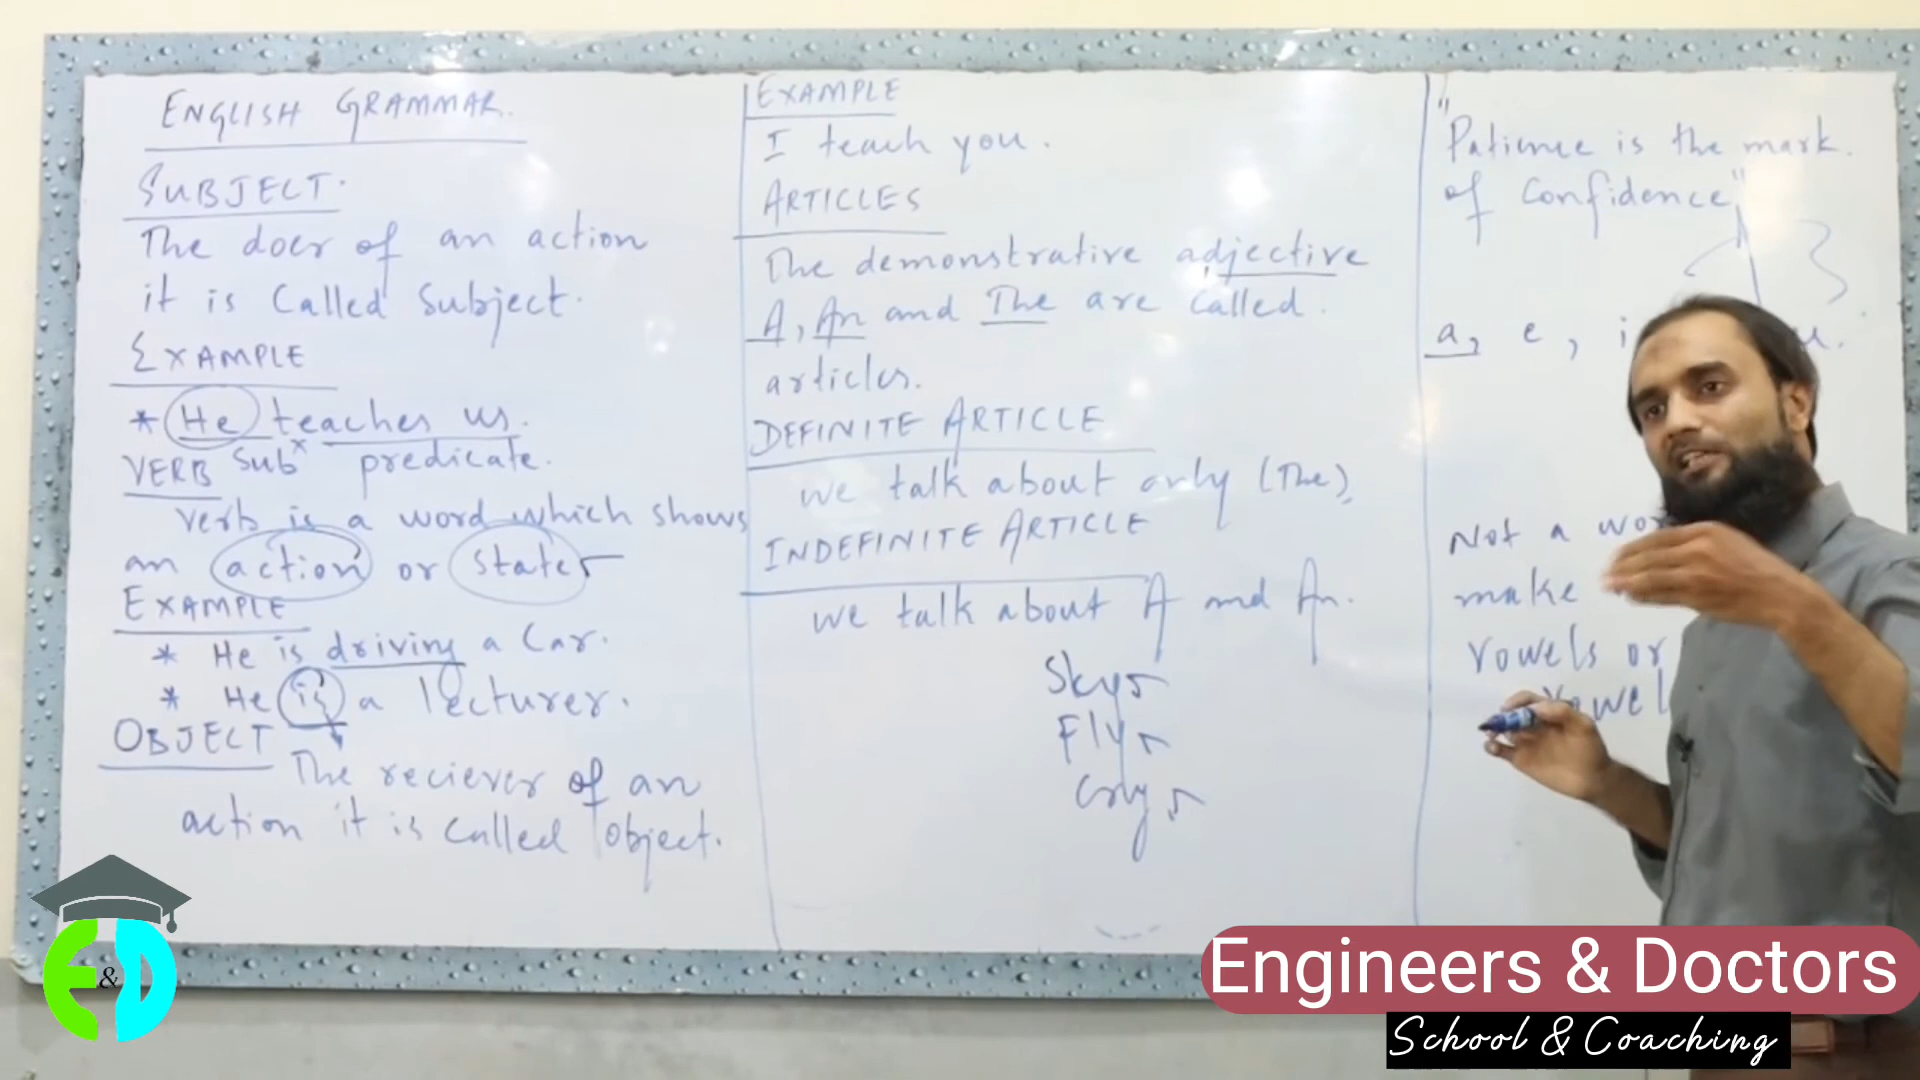 ENGLISH GRAMMAR.
SUBJECT.
The doer of an action
it is called Subject.
EXAMPLE
* He teaches us.
Sub x predicate.
VERB
Verb is a word which shows
an action or state
EXAMPLE
* He is driving a Car.
* He is a lecturer.
OBJECT
The reciever of an
action it is called object.
EXAMPLE
I teach you.
ARTICLES
The demonstrative adjective
A, An and The are called.
articles.
DEFINITE ARTICLE
we talk about only (The),
INDEFINITE ARTICLE
we talk about A and An.
Sky
Fly
Cry
"Patience is the mark.
of confidence"
a, e, i u.
Not a
make
vowels or
E&D
Engineers & Doctors
School & Coaching